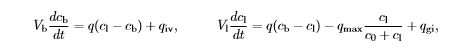 V_b dc_b/dt = q(c_l − c_b) + q_iv, V_l dc_l/dt = q(c_b − c_l) − q_max c_l/(c_0 + c_l) + q_gi,